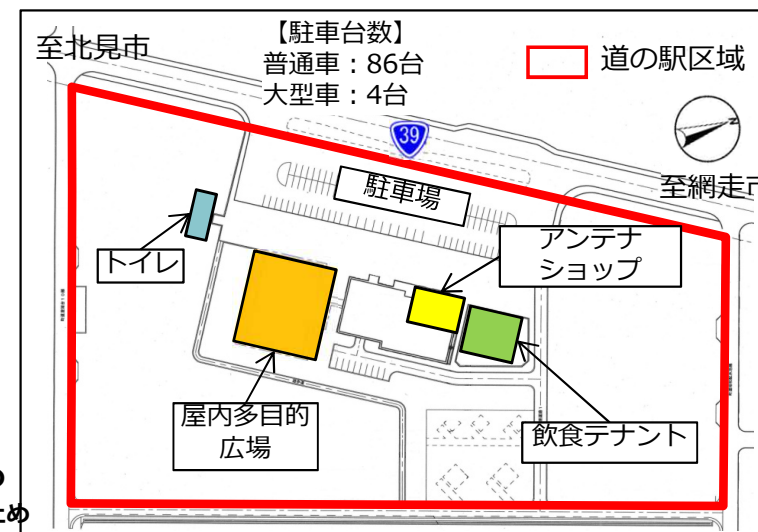 至北見市
【駐車台数】
普通車：86台
大型車：4台
道の駅区域
39
N
至網走市
駐車場
トイレ
アンテナ
ショップ
屋内多目的
広場
飲食テナント
ため